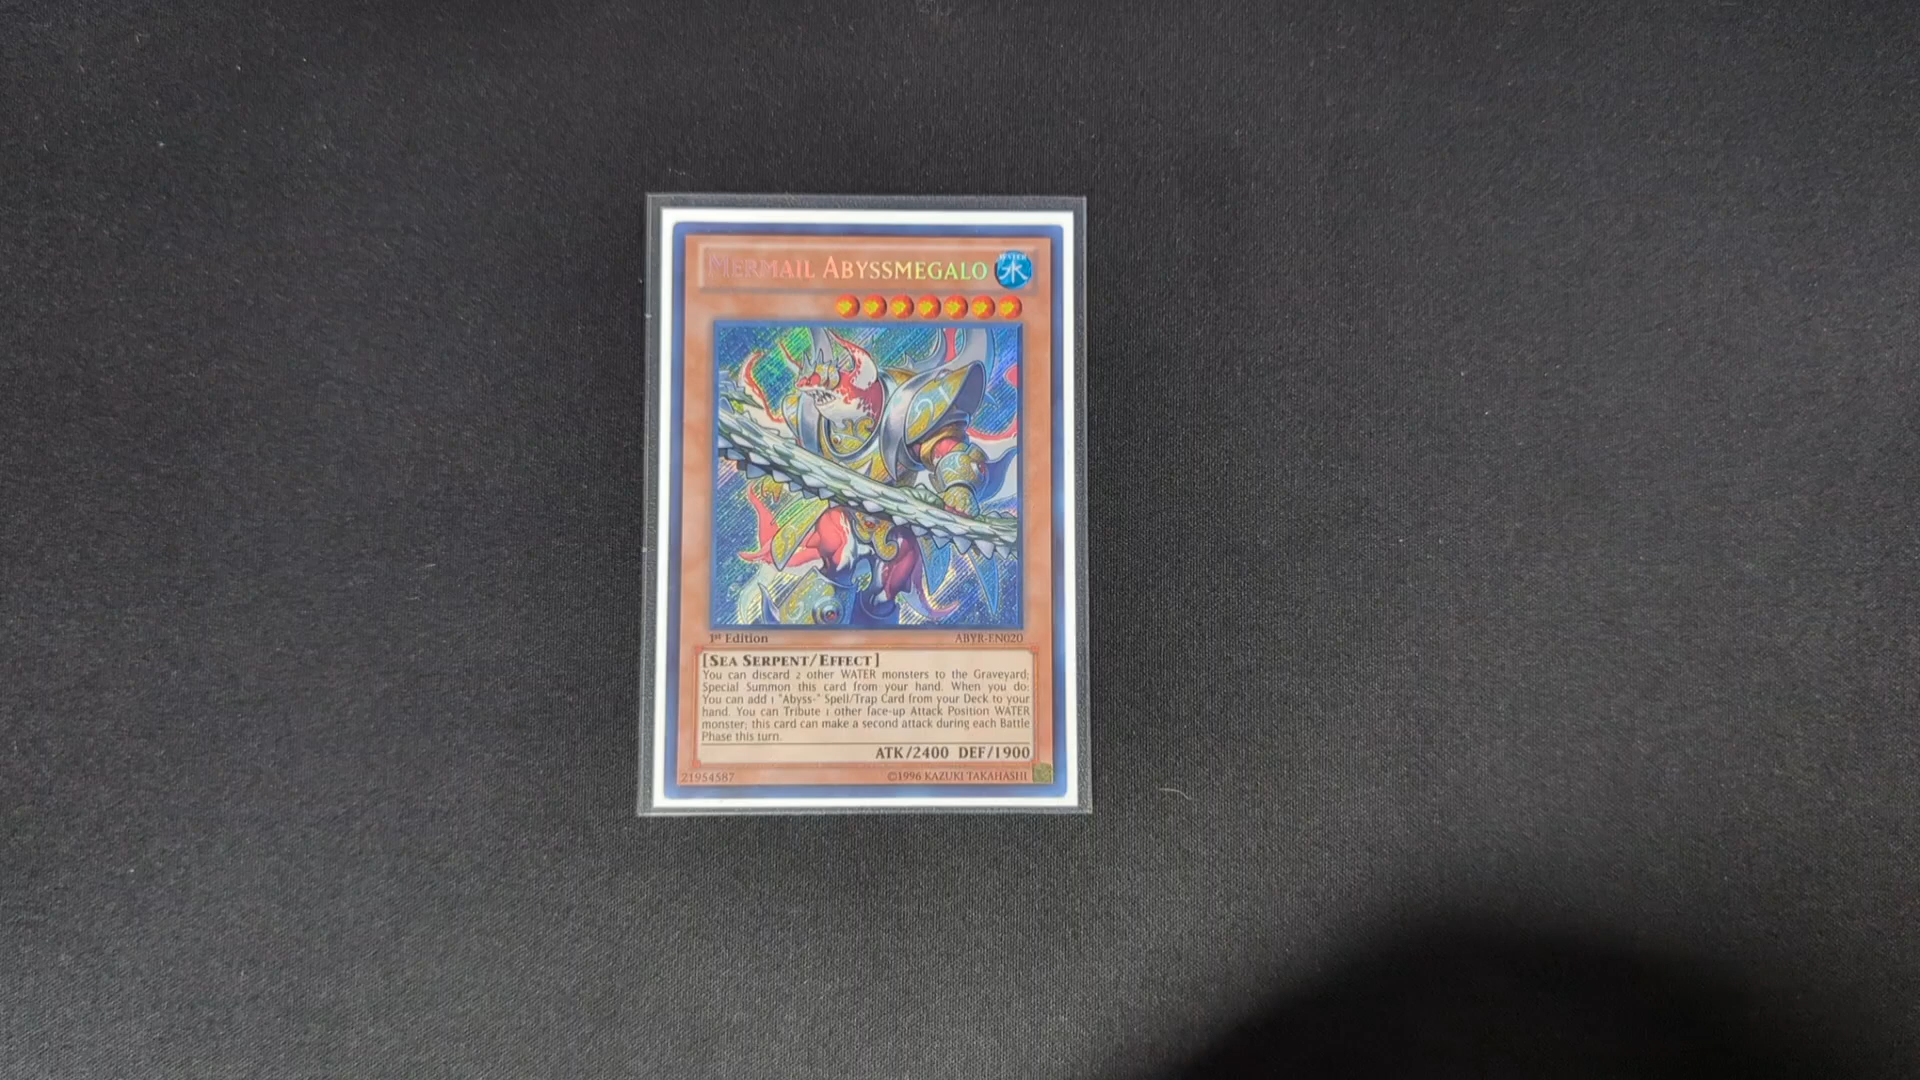 MERMAIL ABYSSMEGALO
WATER
水
1st Edition
ABYR-EN020
[SEA SERPENT/EFFECT]
You can discard 2 other WATER monsters to the Graveyard;
Special Summon this card from your hand. When you do:
You can add 1 "Abyss-" Spell/Trap Card from your Deck to your
hand. You can Tribute 1 other face-up Attack Position WATER
monster; this card can make a second attack during each Battle
Phase this turn.
ATK/2400 DEF/1900
21954587
©1996 KAZUKI TAKAHASHI